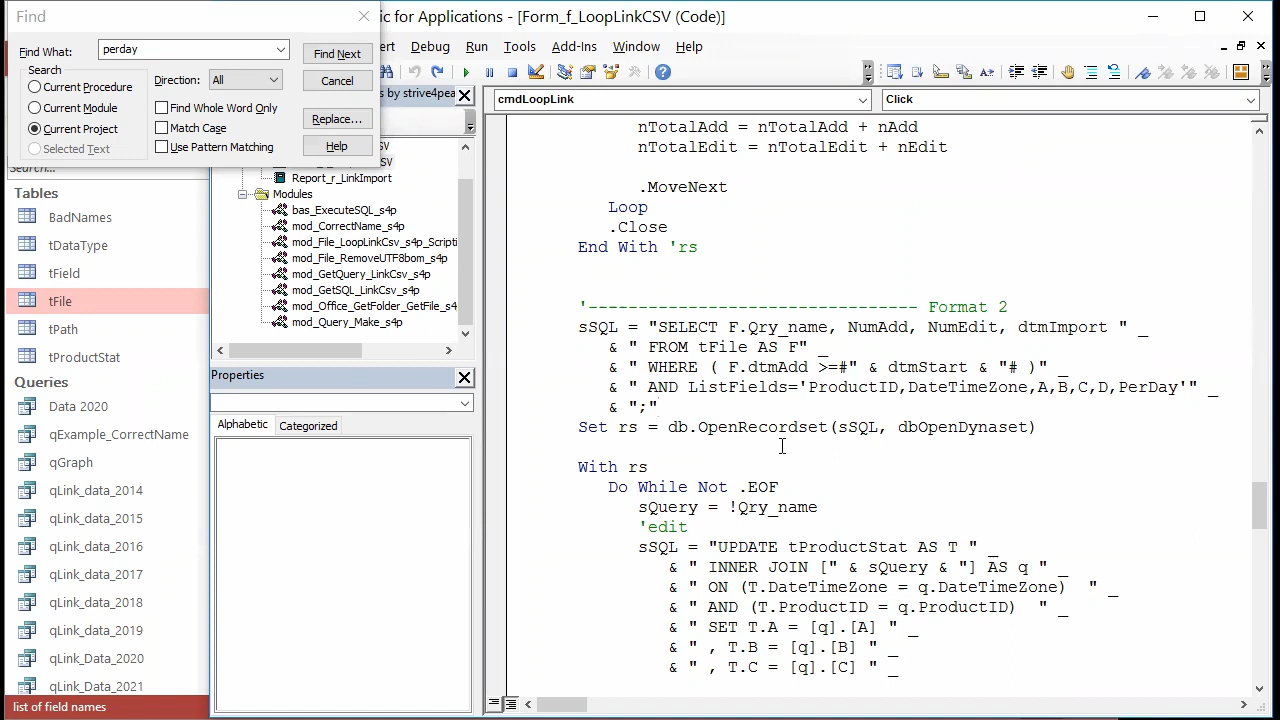 Find
ic for Applications - [Form_f_LoopLinkCSV (Code)]
Find What: perday Find Next
Search
Current Procedure
Current Module
Current Project
Selected Text
Direction: All
Find Whole Word Only
Match Case
Use Pattern Matching
Cancel
Replace...
Help
ert Debug Run Tools Add-Ins Window Help
s by strive4pea
SV
SV
Report_r_LinkImport
Modules
bas_ExecuteSQL_s4p
mod_CorrectName_s4p
mod_File_LoopLinkCsv_s4p_Scripti
mod_File_RemoveUTF8bom_s4p
mod_GetQuery_LinkCsv_s4p
mod_GetSQL_LinkCsv_s4p
mod_Office_GetFolder_GetFile_s4
mod_Query_Make_s4p
Properties
Alphabetic Categorized
Search...
Tables
BadNames
tDataType
tField
tFile
tPath
tProductStat
Queries
Data 2020
qExample_CorrectName
qGraph
qLink_data_2014
qLink_data_2015
qLink_data_2016
qLink_data_2017
qLink_data_2018
qLink_data_2019
qLink_Data_2020
qLink_Data_2021
list of field names
cmdLoopLink Click
nTotalAdd = nTotalAdd + nAdd
nTotalEdit = nTotalEdit + nEdit
.MoveNext
Loop
.Close
End With 'rs
'--------------------------------- Format 2
sSQL = "SELECT F.Qry_name, NumAdd, NumEdit, dtmImport " _
& " FROM tFile AS F" _
& " WHERE ( F.dtmAdd >=#" & dtmStart & "# )" _
& " AND ListFields='ProductID,DateTimeZone,A,B,C,D,PerDay'" _
& ";"
Set rs = db.OpenRecordset(sSQL, dbOpenDynaset)
With rs
Do While Not .EOF
sQuery = !Qry_name
'edit
sSQL = "UPDATE tProductStat AS T " _
& " INNER JOIN [" & sQuery & "] AS q " _
& " ON (T.DateTimeZone = q.DateTimeZone) " _
& " AND (T.ProductID = q.ProductID) " _
& " SET T.A = [q].[A] " _
& " , T.B = [q].[B] " _
& " , T.C = [q].[C] " _